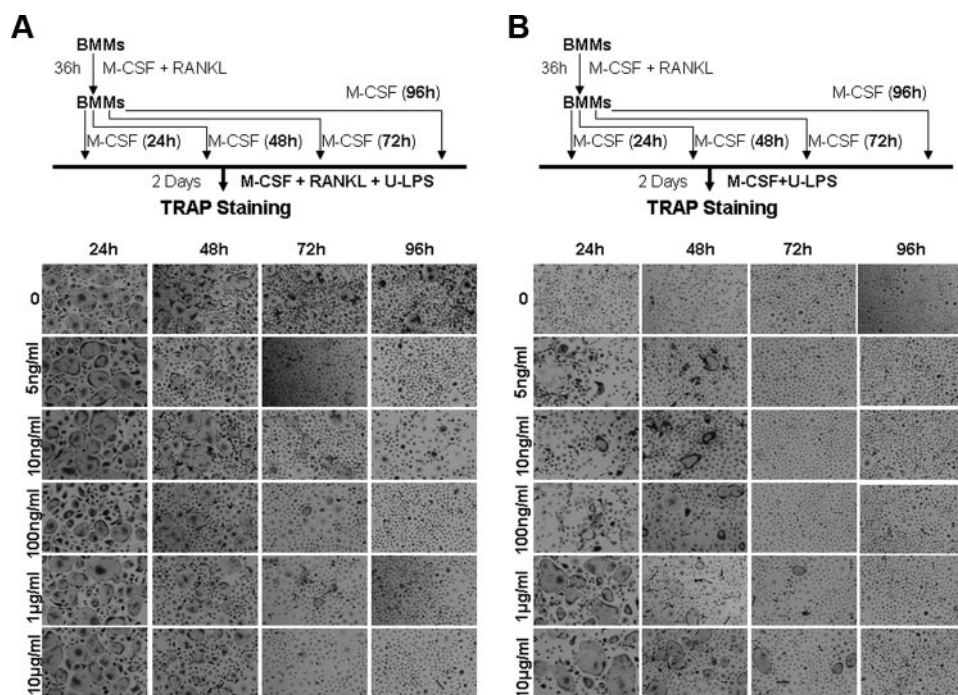 A
BMMs
36h M-CSF + RANKL
M-CSF (96h)
BMMs
M-CSF (24h) M-CSF (48h) M-CSF (72h)
2 Days M-CSF + RANKL + U-LPS
TRAP Staining
24h 48h 72h 96h
0
5ng/ml
10ng/ml
100ng/ml
1µg/ml
10µg/ml
B
BMMs
36h M-CSF + RANKL
M-CSF (96h)
BMMs
M-CSF (24h) M-CSF (48h) M-CSF (72h)
2 Days M-CSF+U-LPS
TRAP Staining
24h 48h 72h 96h
0
5ng/ml
10ng/ml
100ng/ml
1µg/ml
10µg/ml